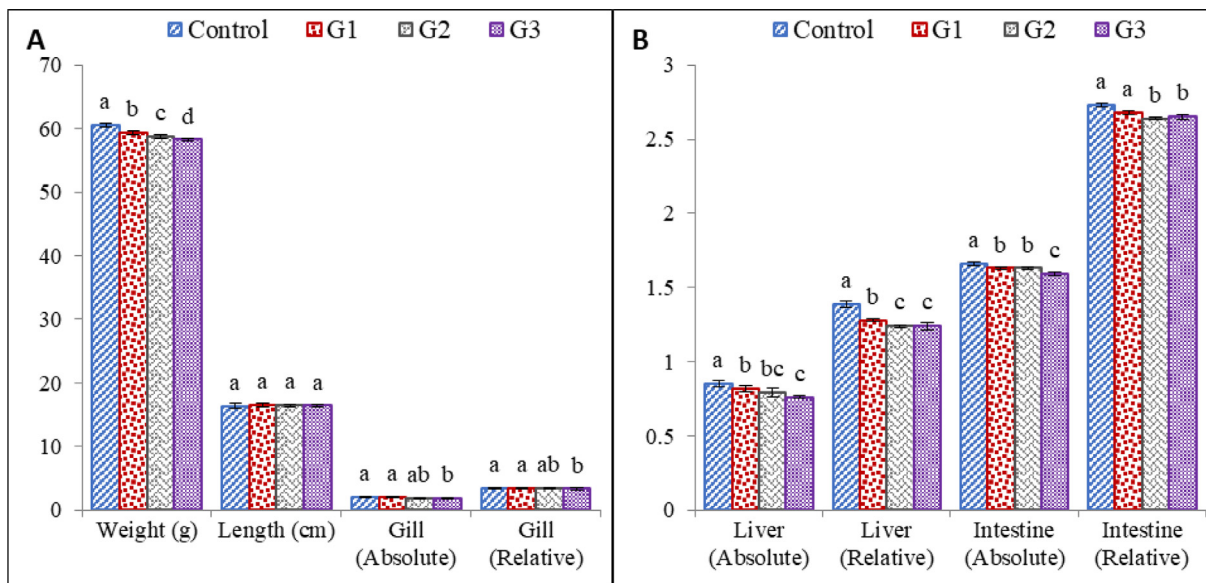 A
Control G1 G2 G3
70
60
50
40
30
20
10
0
a b c d
a a a a
a a ab b
a a ab b
Weight (g) Length (cm) Gill (Absolute) Gill (Relative)
B
Control G1 G2 G3
3
2.5
2
1.5
1
0.5
0
a b bc c
a b c c
a b b c
a a b b
Liver (Absolute) Liver (Relative) Intestine (Absolute) Intestine (Relative)